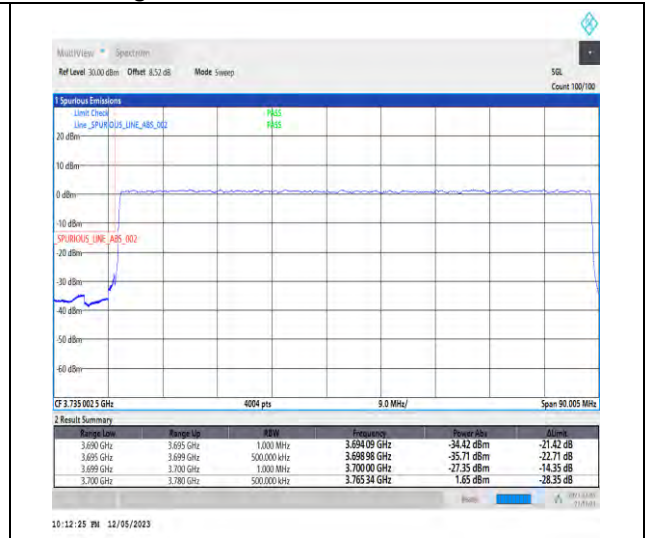 MultiView Spectrum
Ref Level 30.00 dBm Offset 8.52 dB Mode Sweep SGL
Count 100/100
1 Spurious Emissions
Limit Check PASS
Line _SPURIOUS_LINE_ABS_002 PASS
20 dBm
10 dBm
0 dBm
-10 dBm
_SPURIOUS_LINE_ABS_002
-20 dBm
-30 dBm
-40 dBm
-50 dBm
-60 dBm
CF 3.735 002 5 GHz 4004 pts 9.0 MHz/ Span 90.005 MHz
2 Result Summary
Range Low Range Up RBW Frequency Power Abs ΔLimit
3.690 GHz 3.695 GHz 1.000 MHz 3.694 09 GHz -34.42 dBm -21.42 dB
3.695 GHz 3.699 GHz 500.000 kHz 3.698 98 GHz -35.71 dBm -22.71 dB
3.699 GHz 3.700 GHz 1.000 MHz 3.700 00 GHz -27.35 dBm -14.35 dB
3.700 GHz 3.780 GHz 500.000 kHz 3.765 34 GHz 1.65 dBm -28.35 dB
10:12:25 PM 12/05/2023